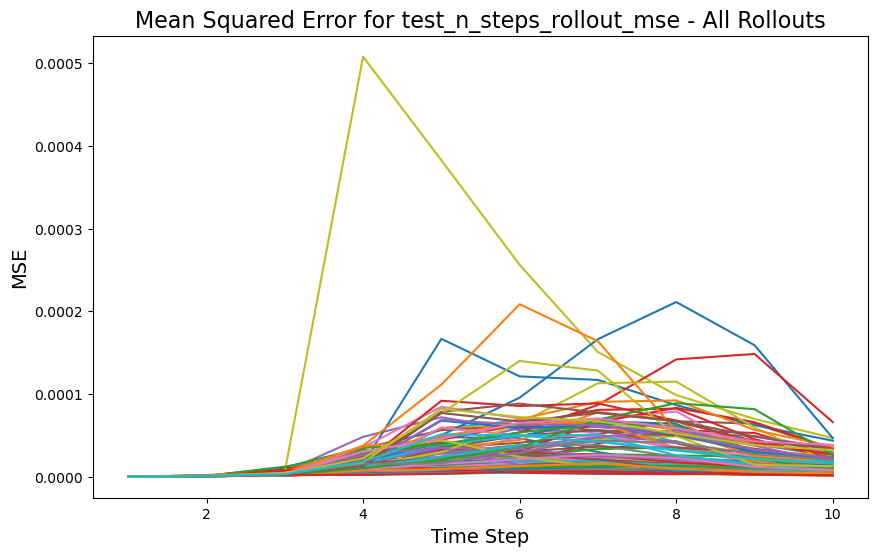 Mean Squared Error for test_n_steps_rollout_mse - All Rollouts
0.0005
0.0004
0.0003
0.0002
0.0001
0.0000
MSE
2 4 6 8 10
Time Step